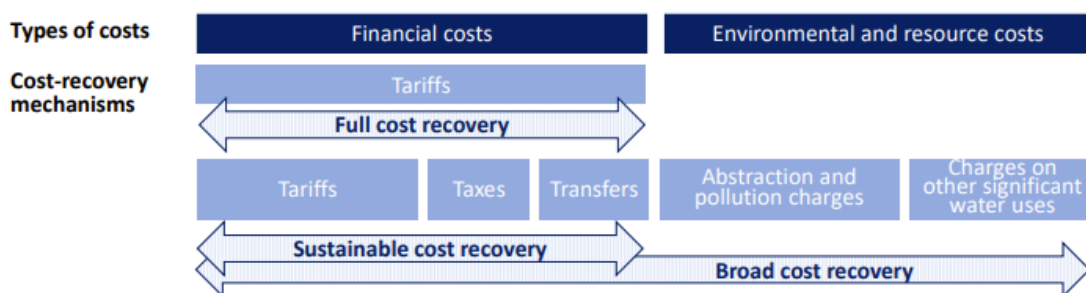 Types of costs
Financial costs
Environmental and resource costs
Cost-recovery
mechanisms
Tariffs
Full cost recovery
Tariffs
Taxes
Transfers
Abstraction and
pollution charges
Charges on
other significant
water uses
Sustainable cost recovery
Broad cost recovery